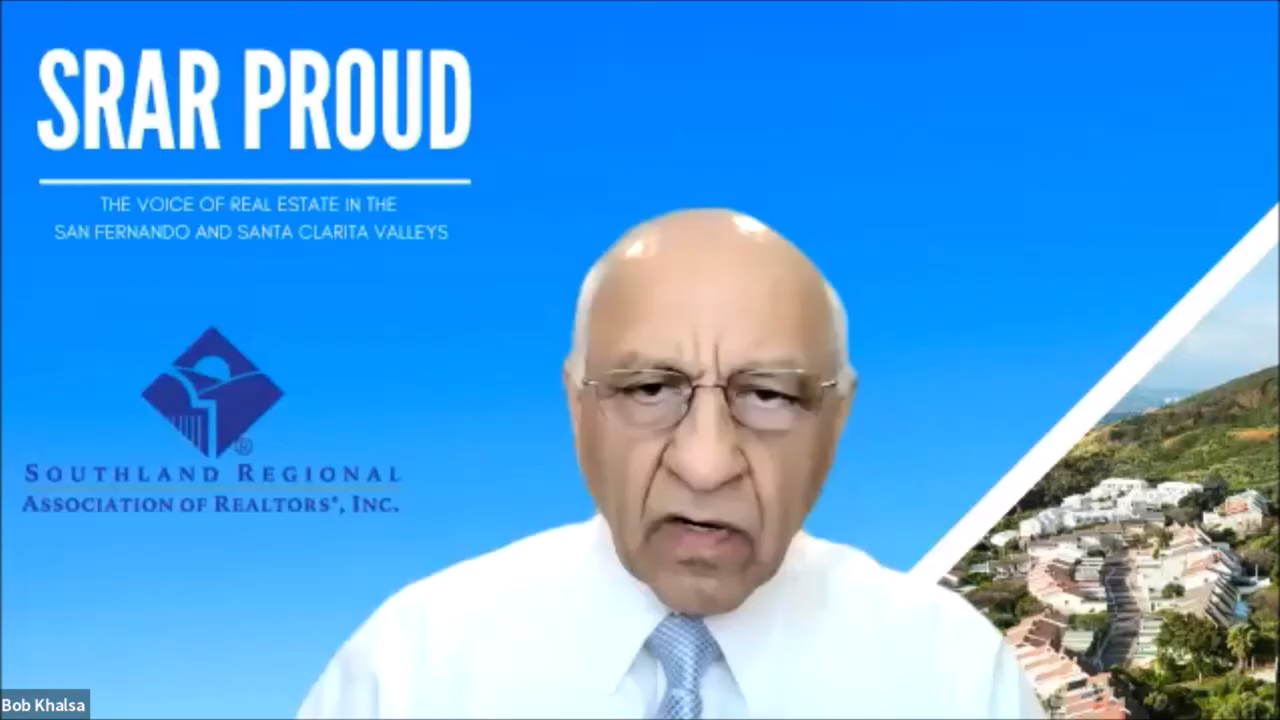 SRAR PROUD
THE VOICE OF REAL ESTATE IN THE
SAN FERNANDO AND SANTA CLARITA VALLEYS
®
SOUTHLAND REGIONAL
ASSOCIATION OF REALTORS®, INC.
Bob Khalsa